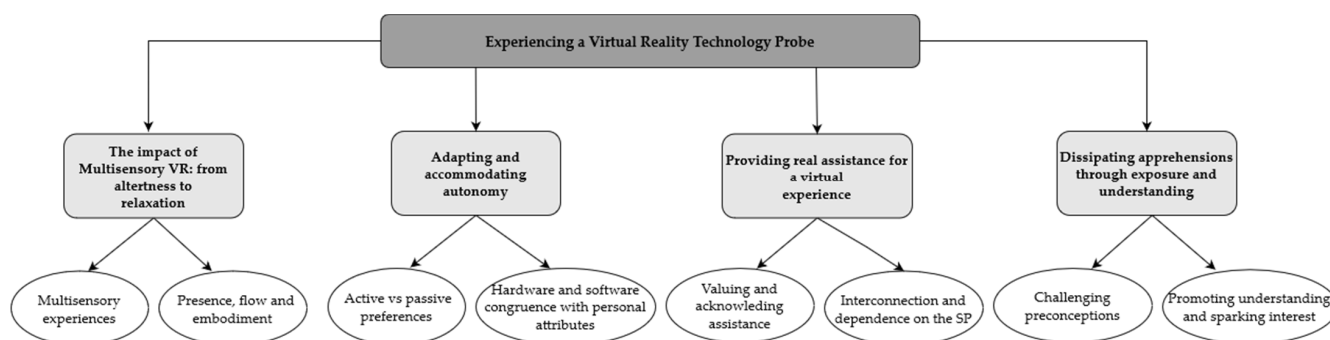 Experiencing a Virtual Reality Technology Probe
The impact of
Multisensory VR: from
altertness to
relaxation
Adapting and
accommodating
autonomy
Providing real assistance for
a virtual
experience
Dissipating apprehensions
through exposure and
understanding
Multisensory
experiences
Presence, flow and
embodiment
Active vs passive
preferences
Hardware and software
congruence with personal
attributes
Valuing and
acknowleding
assistance
Interconnection and
dependence on the SP
Challenging
preconceptions
Promoting understanding
and sparking interest